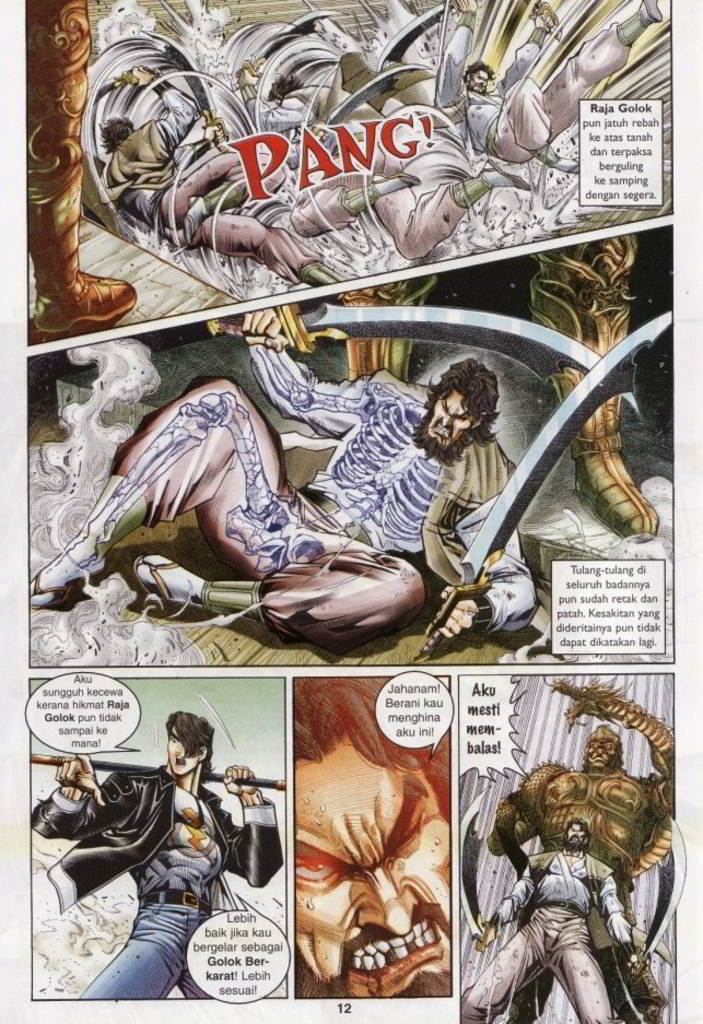 PANG!
Raja Golok
pun jatuh rebah
ke atas tanah
dan terpaksa
berguling
ke samping
dengan segera.
Tulang-tulang di
seluruh badannya
pun sudah retak dan
patah. Kesakitan yang
dideritainya pun tidak
dapat dikatakan lagi.
Aku
sungguh kecewa
kerana hikmat Raja
Golok pun tidak
sampai ke
mana!
Lebih
baik jika kau
bergelar sebagai
Golok Ber-
karat! Lebih
sesuai!
Jahanam!
Berani kau
menghina
aku ini!
Aku
mesti
mem-
balas!
12